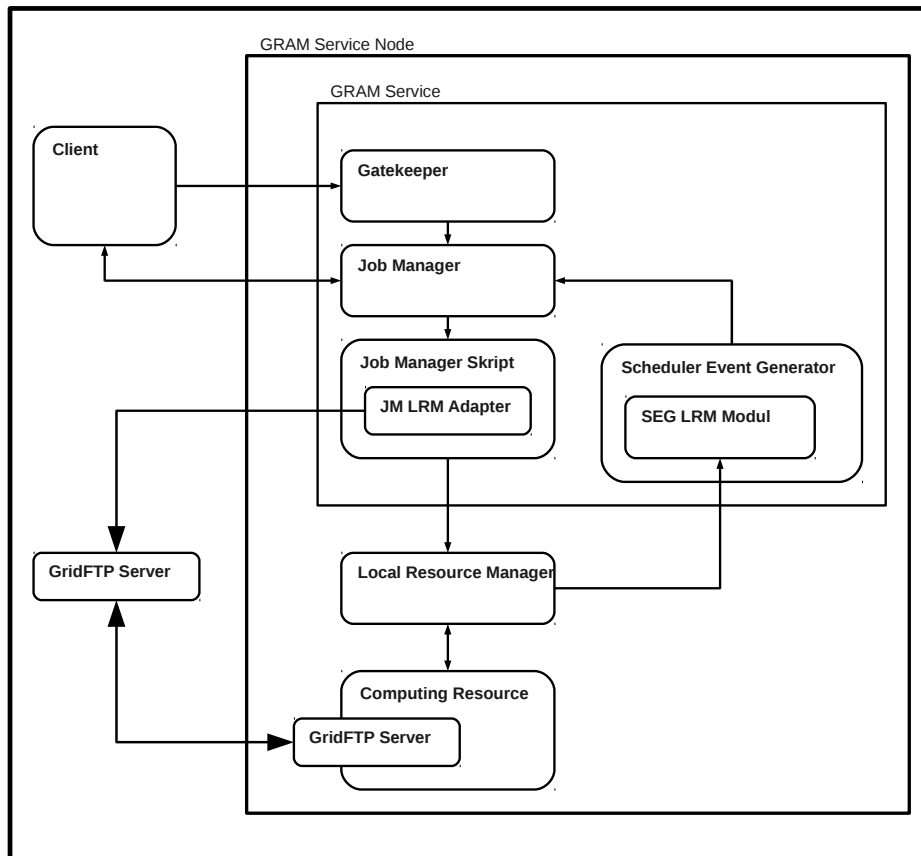 GRAM Service Node
GRAM Service
Client
Gatekeeper
Job Manager
Job Manager Skript
JM LRM Adapter
Scheduler Event Generator
SEG LRM Modul
GridFTP Server
Local Resource Manager
Computing Resource
GridFTP Server